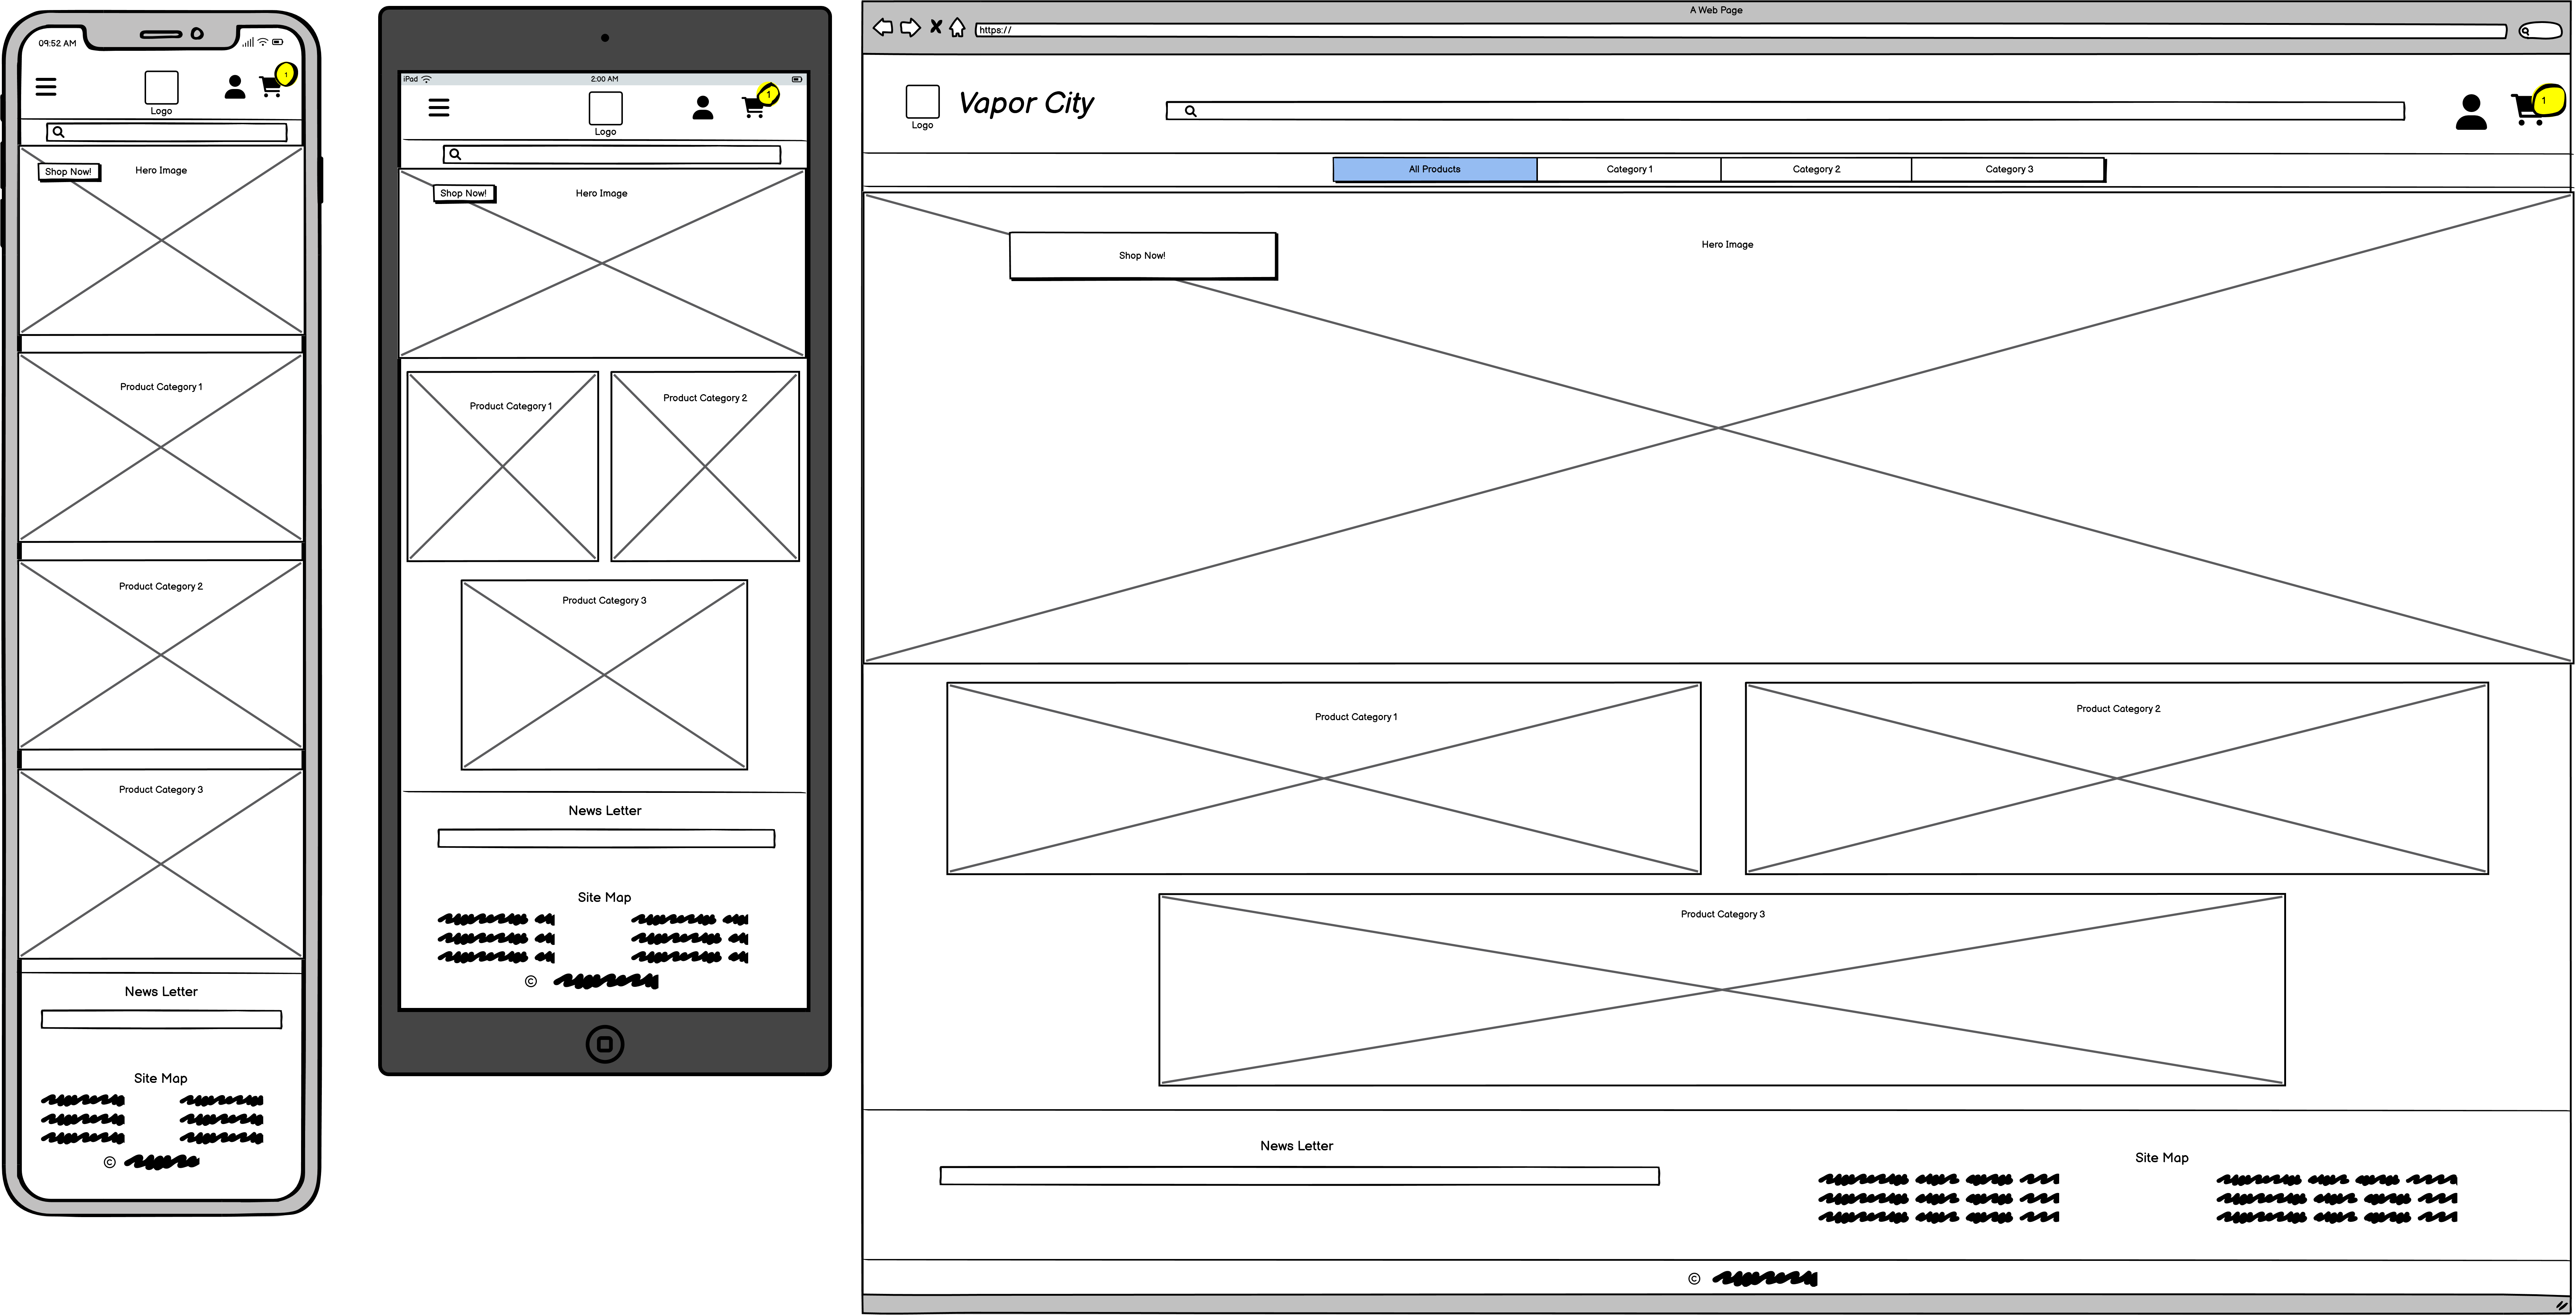 09:52 AM
1
Logo
Shop Now!
Hero Image
Product Category 1
Product Category 2
Product Category 3
News Letter
Site Map
©
iPad
2:00 AM
1
Logo
Shop Now!
Hero Image
Product Category 1
Product Category 2
Product Category 3
News Letter
Site Map
©
A Web Page
https://
Logo
Vapor City
1
All Products
Category 1
Category 2
Category 3
Shop Now!
Hero Image
Product Category 1
Product Category 2
Product Category 3
News Letter
Site Map
©